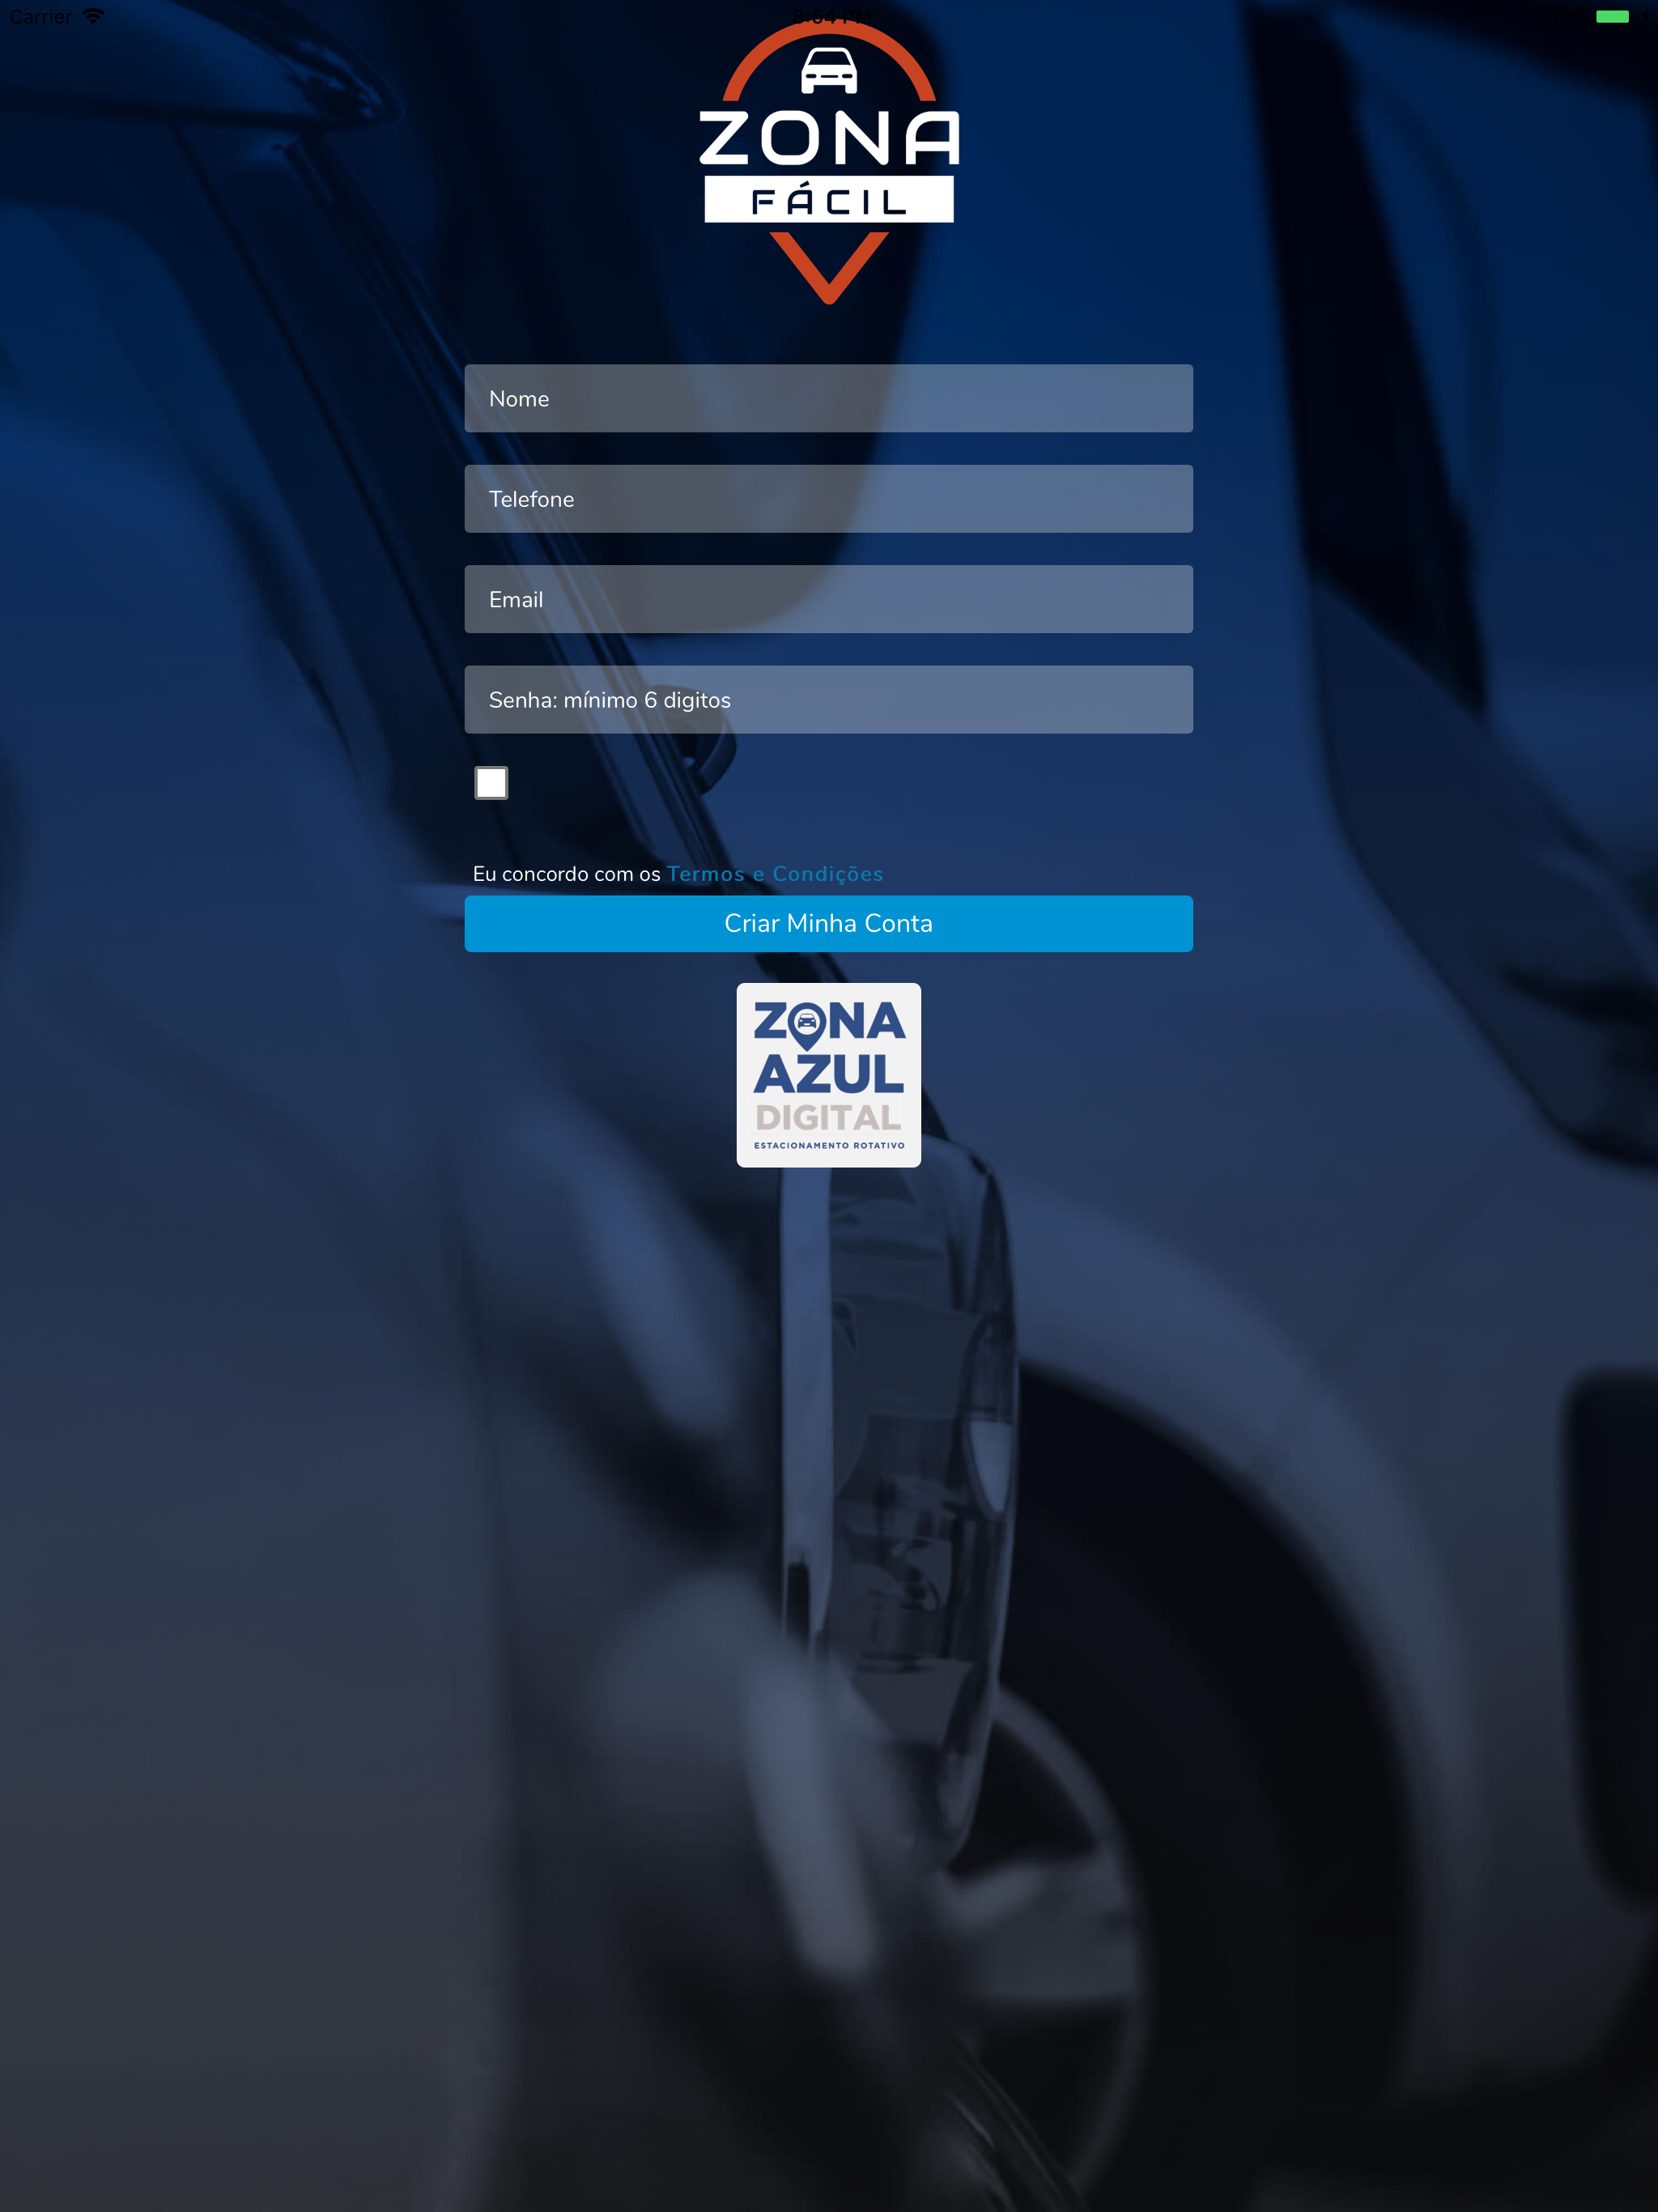 Carrier
8:54 PM
ZONA
FÁCIL
Nome
Telefone
Email
Senha: mínimo 6 digitos
Eu concordo com os Termos e Condições
Criar Minha Conta
ZONA
AZUL
DIGITAL
ESTACIONAMENTO ROTATIVO